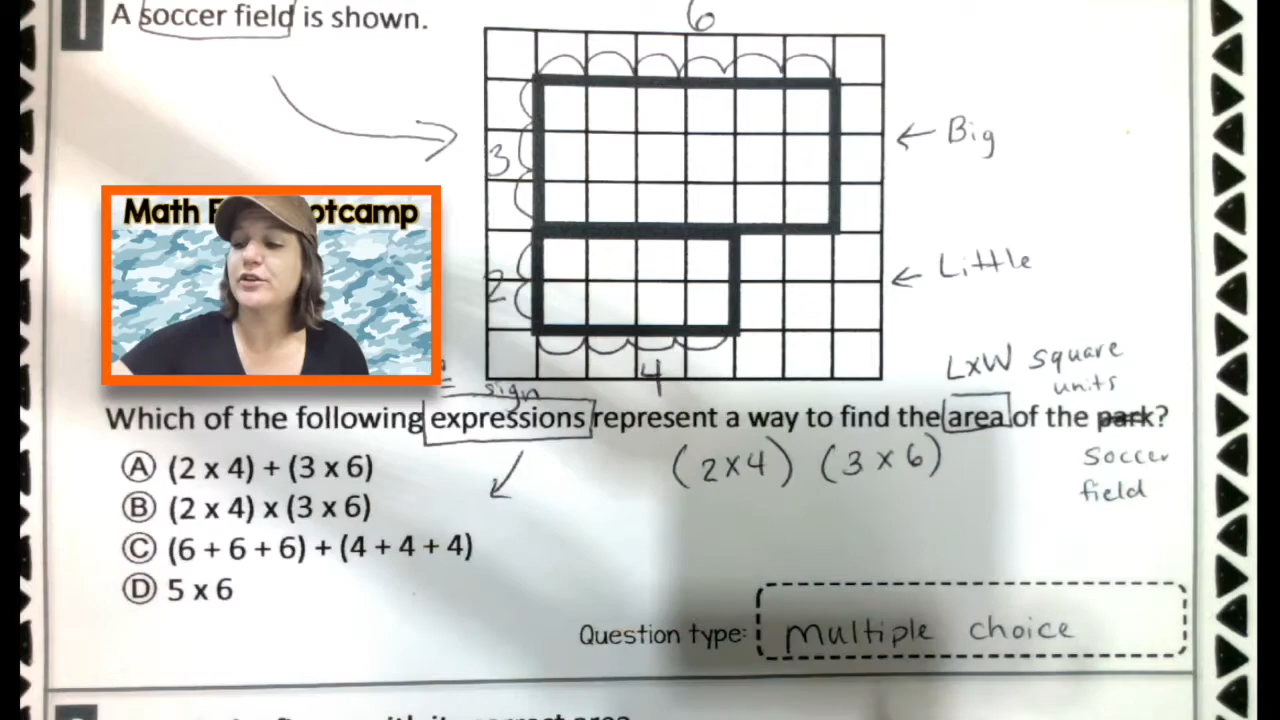 1
A soccer field is shown.
6
3
Big
2
Little
4
LxW square
units
sign
Which of the following expressions represent a way to find the area of the park?
soccer
field
(2x4) (3x6)
A (2 x 4) + (3 x 6)
B (2 x 4) x (3 x 6)
C (6 + 6 + 6) + (4 + 4 + 4)
D 5 x 6
Question type: multiple choice
Math
otcamp